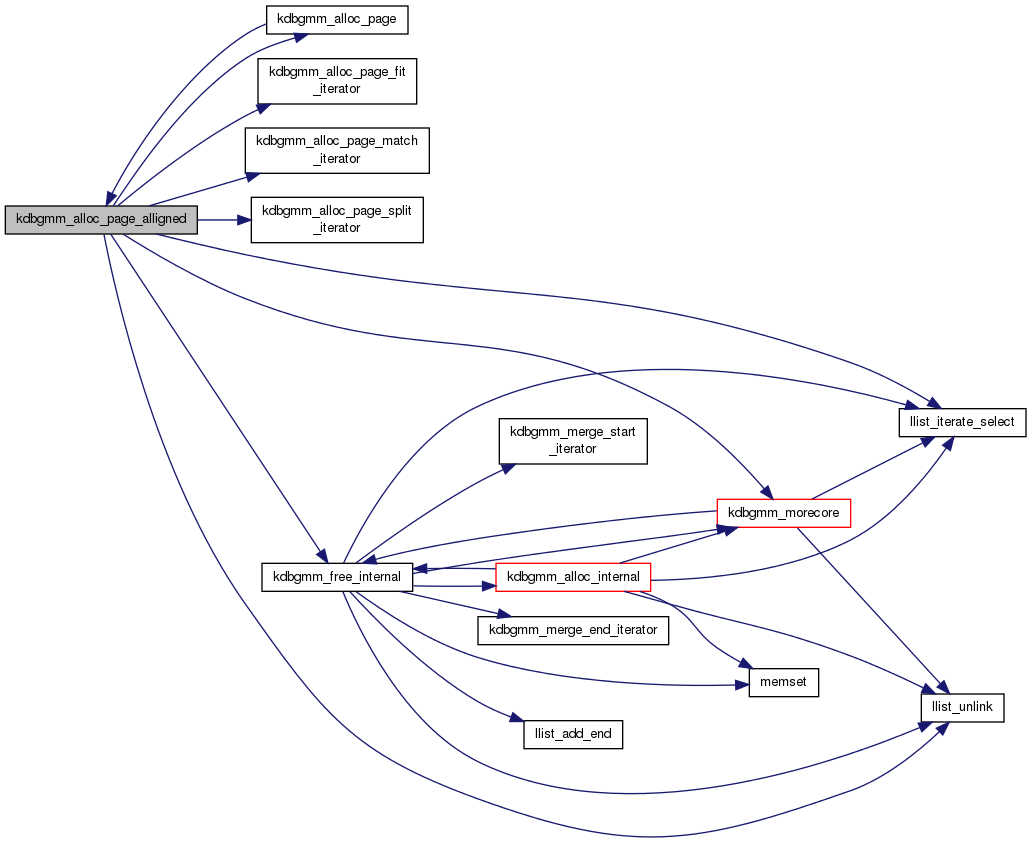 kdbgmm_alloc_page
kdbgmm_alloc_page_fit
_iterator
kdbgmm_alloc_page_match
_iterator
kdbgmm_alloc_page_alligned
kdbgmm_alloc_page_split
_iterator
llist_iterate_select
kdbgmm_merge_start
_iterator
kdbgmm_morecore
kdbgmm_free_internal
kdbgmm_alloc_internal
kdbgmm_merge_end_iterator
memset
llist_unlink
llist_add_end